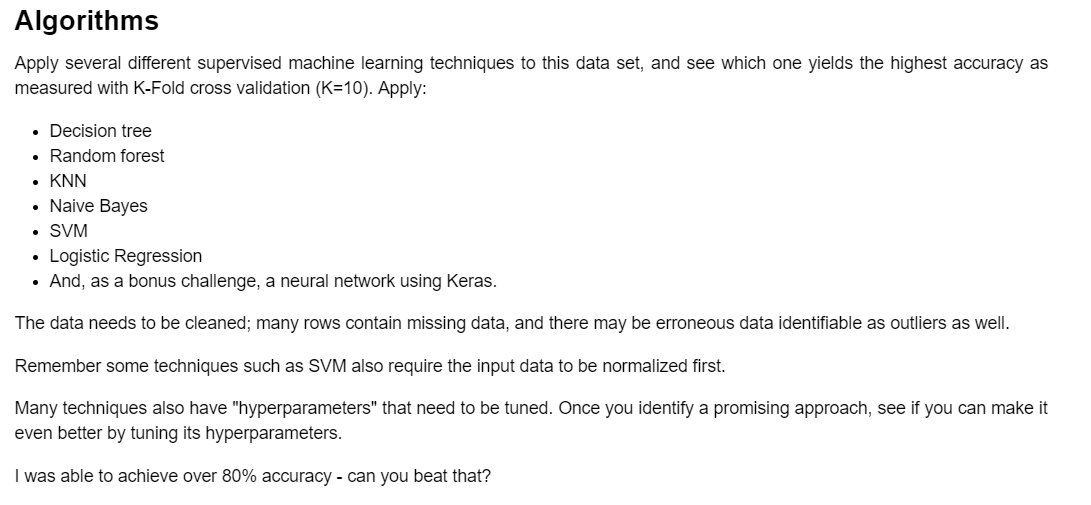 Algorithms
Apply several different supervised machine learning techniques to this data set, and see which one yields the highest accuracy as
measured with K-Fold cross validation (K=10). Apply:
• Decision tree
• Random forest
• KNN
• Naive Bayes
• SVM
• Logistic Regression
• And, as a bonus challenge, a neural network using Keras.
The data needs to be cleaned; many rows contain missing data, and there may be erroneous data identifiable as outliers as well.
Remember some techniques such as SVM also require the input data to be normalized first.
Many techniques also have "hyperparameters" that need to be tuned. Once you identify a promising approach, see if you can make it
even better by tuning its hyperparameters.
I was able to achieve over 80% accuracy - can you beat that?